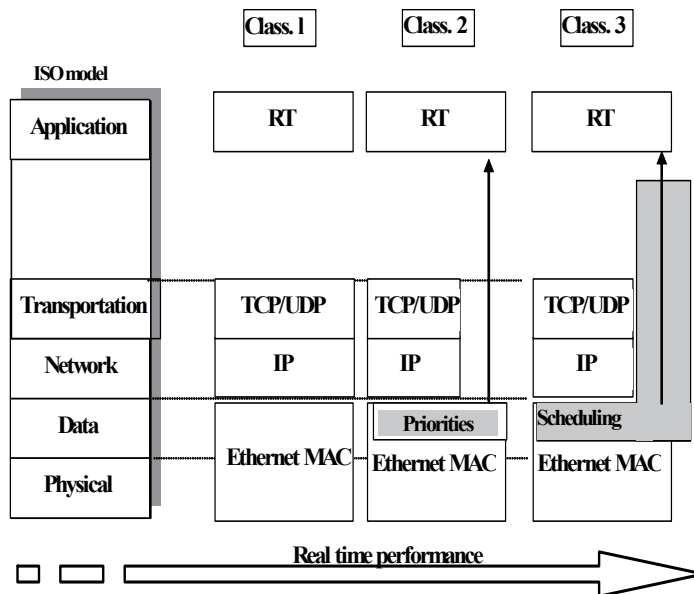 Class. 1
Class. 2
Class. 3
ISO model
Application
RT
RT
RT
Transportation
TCP/UDP
TCP/UDP
TCP/UDP
Network
IP
IP
IP
Data
Priorities
Scheduling
Ethernet MAC
Ethernet MAC
Ethernet MAC
Physical
Real time performance